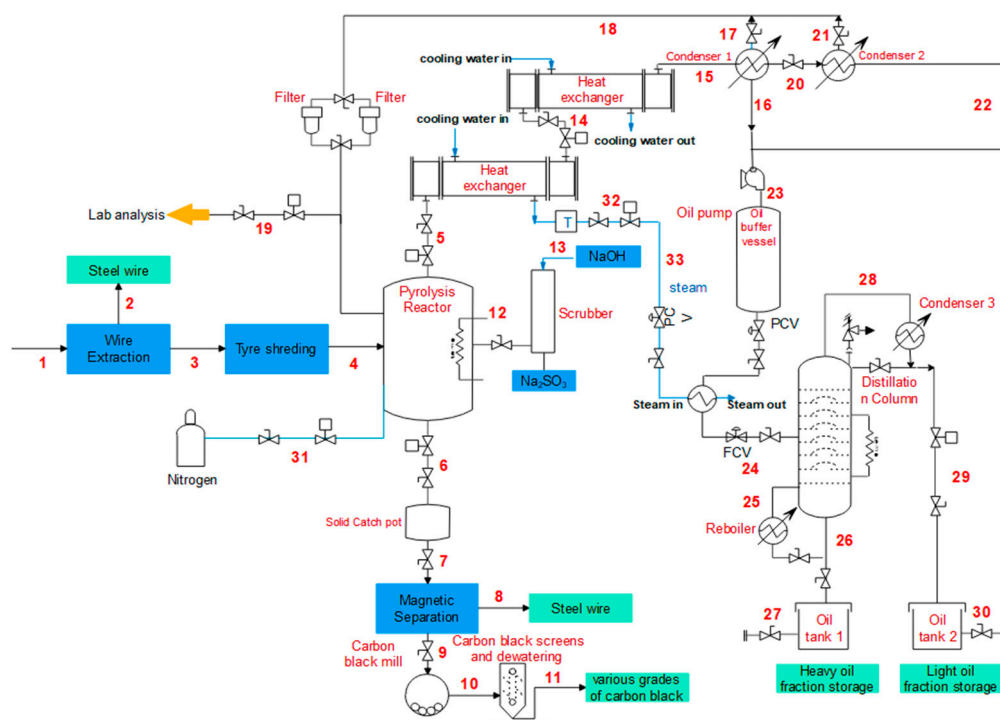 18
17
21
cooling water in
Condenser 1
Condenser 2
15
20
Heat
exchanger
Filter
Filter
16
22
14
cooling water in
cooling water out
Heat
exchanger
23
32
Oil pump
Oil
buffer
vessel
Lab analysis
T
19
5
13
NaOH
33
Steel wire
steam
28
Pyrolysis
Reactor
Condenser 3
2
12
Scrubber
PC
V
PCV
Wire
Extraction
Tyre shreding
1
3
4
Distillatio
n Column
Na₂SO₃
Steam in
Steam out
31
6
24
FCV
29
Nitrogen
25
Solid Catch pot
Reboiler
26
7
Magnetic
Separation
8
Steel wire
27
Oil
tank 1
Oil
tank 2
30
Carbon
black mill
9
Carbon black screens
and dewatering
10
11
various grades
of carbon black
Heavy oil
fraction storage
Light oil
fraction storage